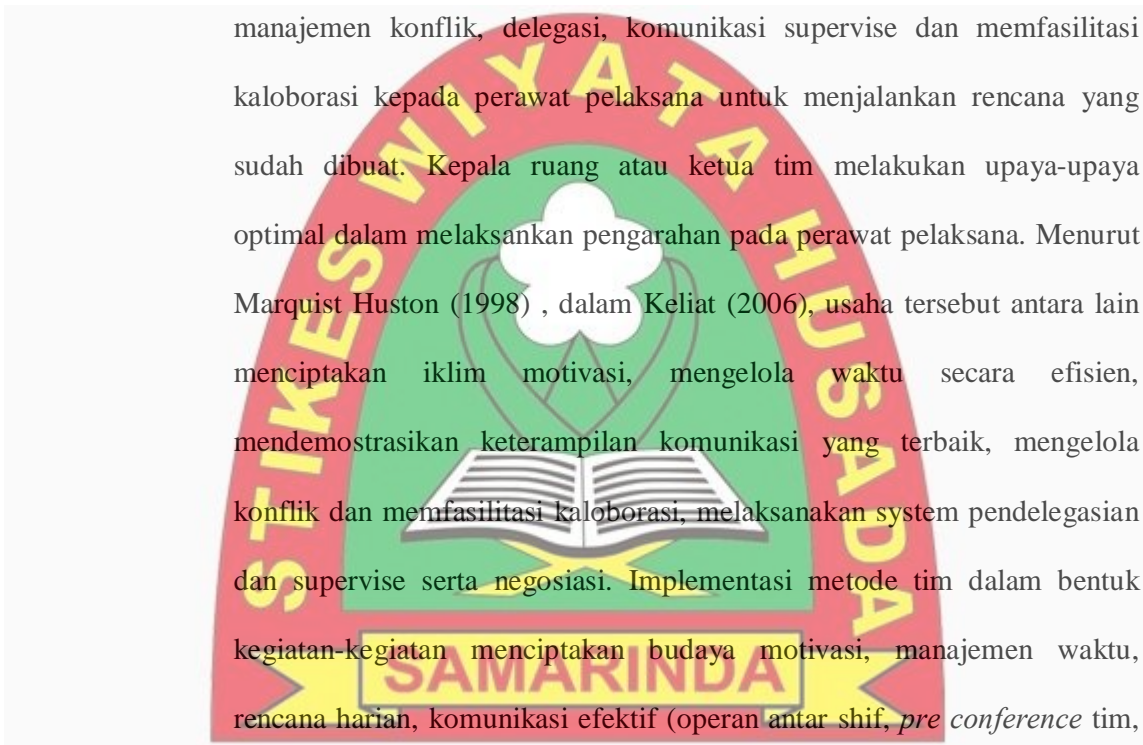 manajemen konflik, delegasi, komunikasi supervise dan memfasilitasi
kaloborasi kepada perawat pelaksana untuk menjalankan rencana yang
sudah dibuat. Kepala ruang atau ketua tim melakukan upaya-upaya
optimal dalam melaksankan pengarahan pada perawat pelaksana. Menurut
Marquist Huston (1998) , dalam Keliat (2006), usaha tersebut antara lain
menciptakan iklim motivasi, mengelola waktu secara efisien,
mendemostrasikan keterampilan komunikasi yang terbaik, mengelola
konflik dan memfasilitasi kaloborasi, melaksanakan system pendelegasian
dan supervise serta negosiasi. Implementasi metode tim dalam bentuk
kegiatan-kegiatan menciptakan budaya motivasi, manajemen waktu,
rencana harian, komunikasi efektif (operan antar shif, pre conference tim,
STIKES WIYATA HUSADA
SAMARINDA